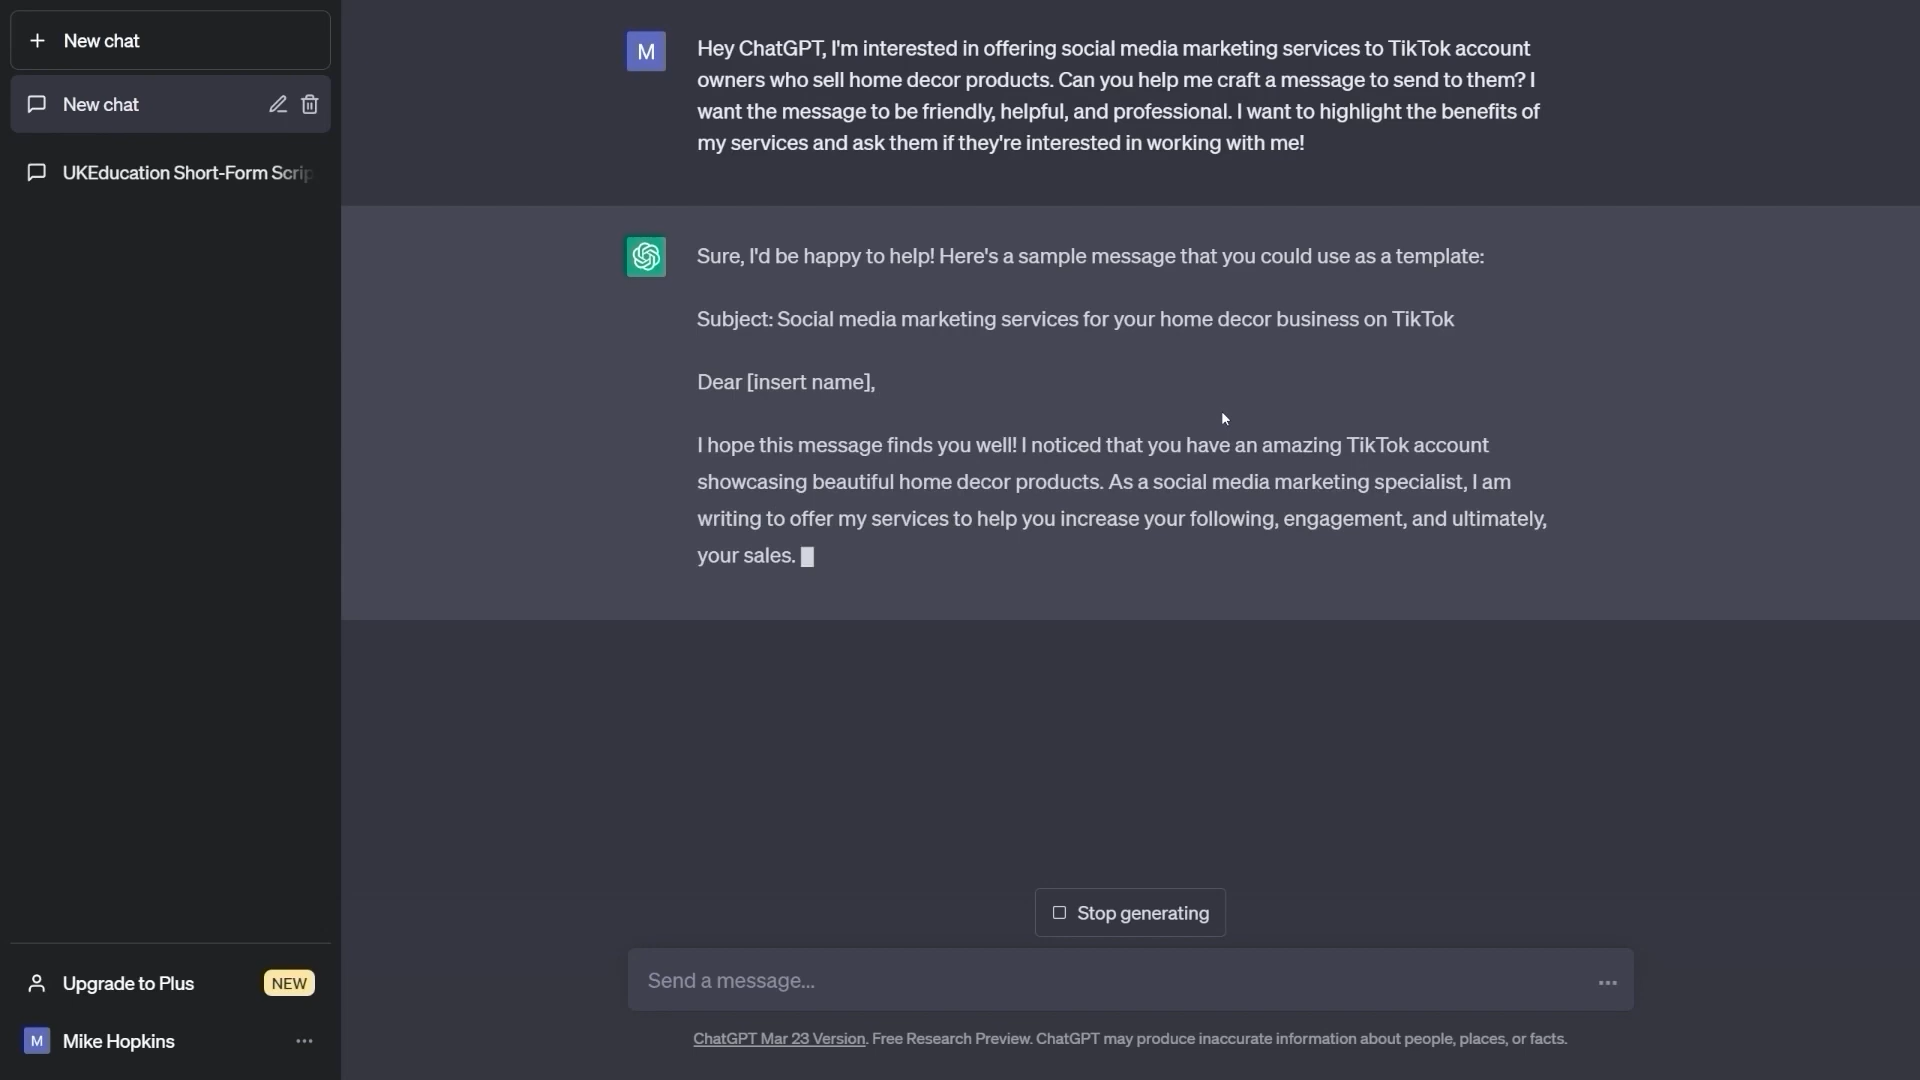 New chat
New chat
UKEducation Short-Form Scrip
Upgrade to Plus
NEW
M
Mike Hopkins
M
Hey ChatGPT, I'm interested in offering social media marketing services to TikTok account
owners who sell home decor products. Can you help me craft a message to send to them? I
want the message to be friendly, helpful, and professional. I want to highlight the benefits of
my services and ask them if they're interested in working with me!
Sure, I'd be happy to help! Here's a sample message that you could use as a template:
Subject: Social media marketing services for your home decor business on TikTok
Dear [insert name],
I hope this message finds you well! I noticed that you have an amazing TikTok account
showcasing beautiful home decor products. As a social media marketing specialist, I am
writing to offer my services to help you increase your following, engagement, and ultimately,
your sales.
Stop generating
Send a message...
ChatGPT Mar 23 Version. Free Research Preview. ChatGPT may produce inaccurate information about people, places, or facts.